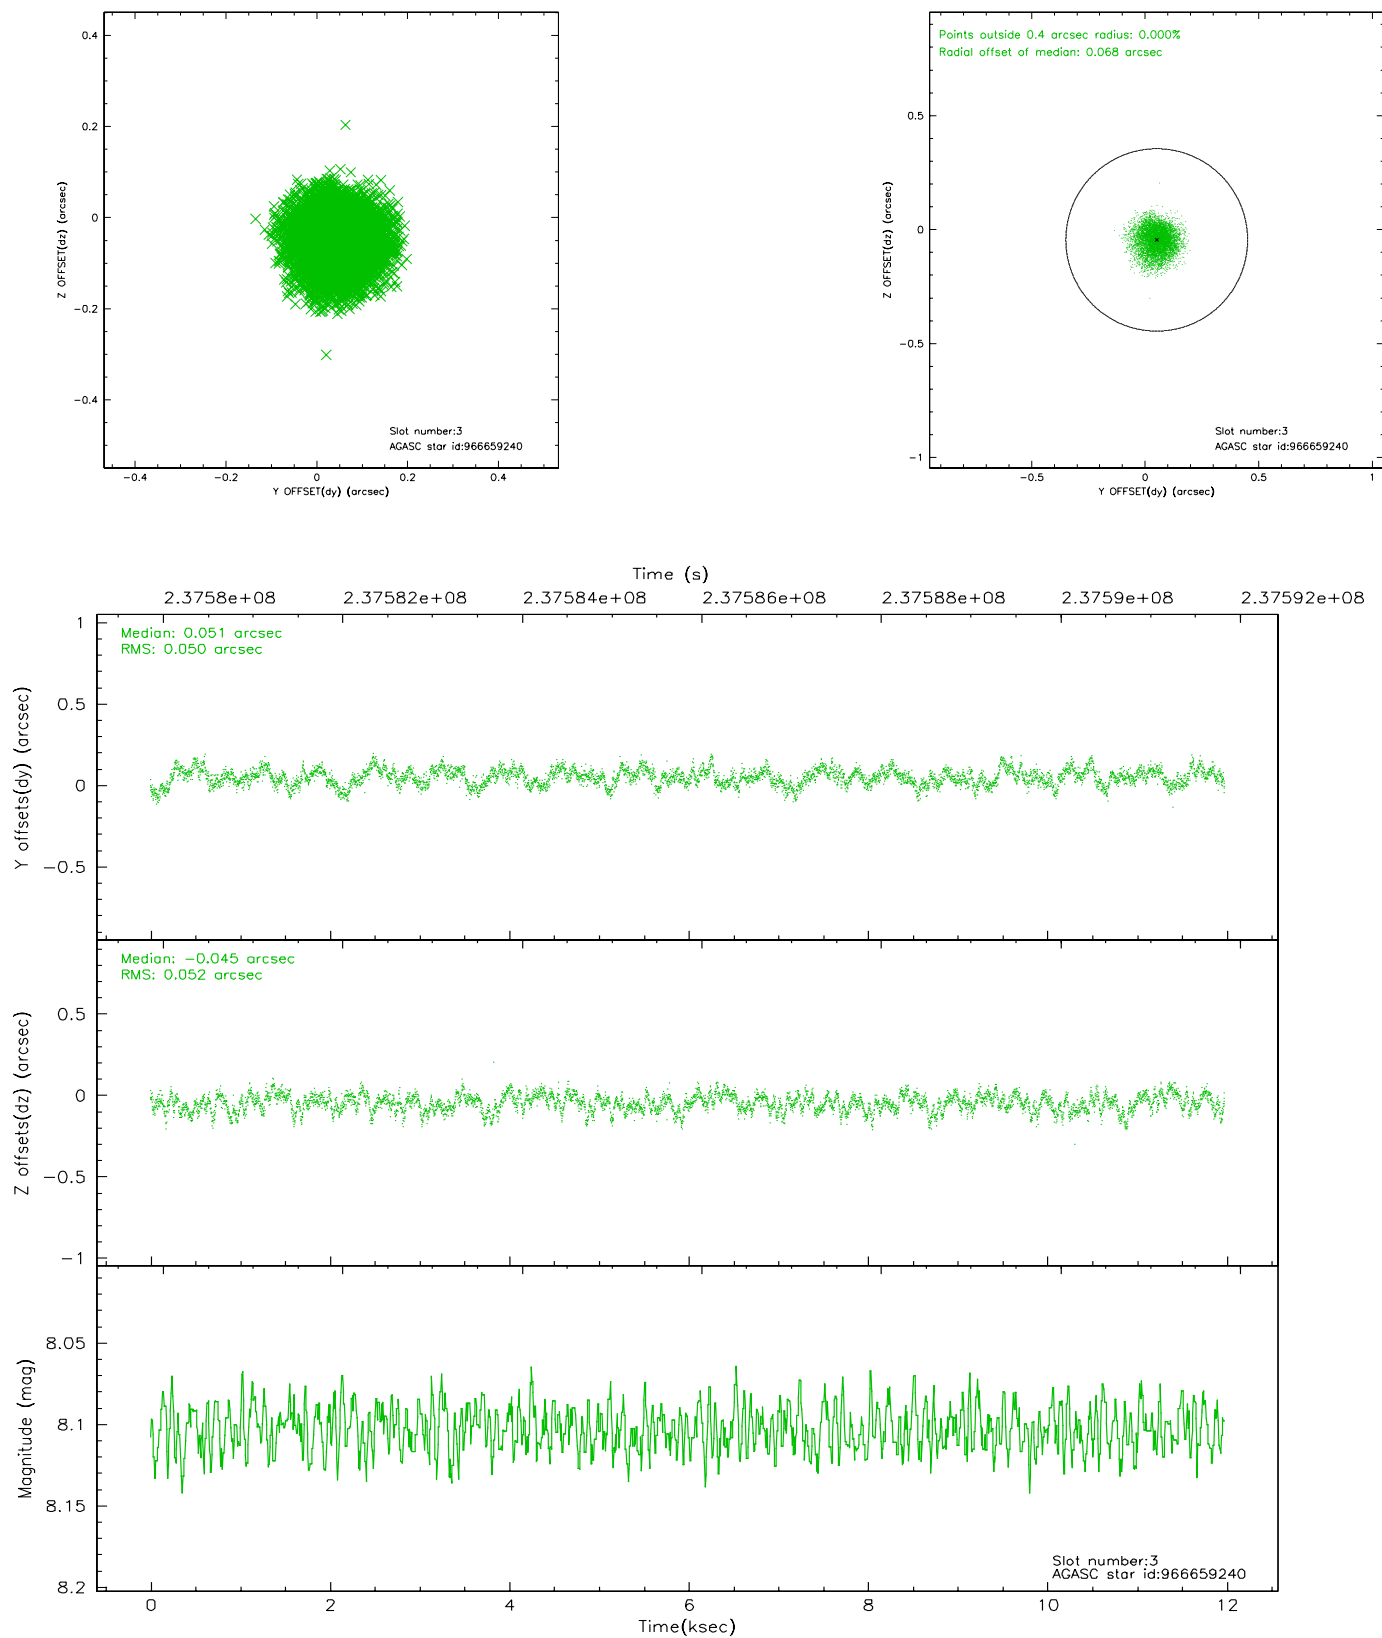 0.4
0.2
0
−0.2
−0.4
Z OFFSET(dz) (arcsec)
Slot number:3
AGASC star id:966659240
−0.4 −0.2 0 0.2 0.4
Y OFFSET(dy) (arcsec)
Points outside 0.4 arcsec radius: 0.000%
Radial offset of median: 0.068 arcsec
0.5
0
−0.5
−1
Z OFFSET(dz) (arcsec)
Slot number:3
AGASC star id:966659240
−0.5 0 0.5 1
Y OFFSET(dy) (arcsec)
Time (s)
2.3758e+08 2.37582e+08 2.37584e+08 2.37586e+08 2.37588e+08 2.3759e+08 2.37592e+08
Median: 0.051 arcsec
RMS: 0.050 arcsec
1
0.5
0
−0.5
Y offsets(dy) (arcsec)
Median: −0.045 arcsec
RMS: 0.052 arcsec
0.5
0
−0.5
−1
Z offsets(dz) (arcsec)
8.05
8.1
8.15
8.2
Magnitude (mag)
Slot number:3
AGASC star id:966659240
0 2 4 6 8 10 12
Time(ksec)